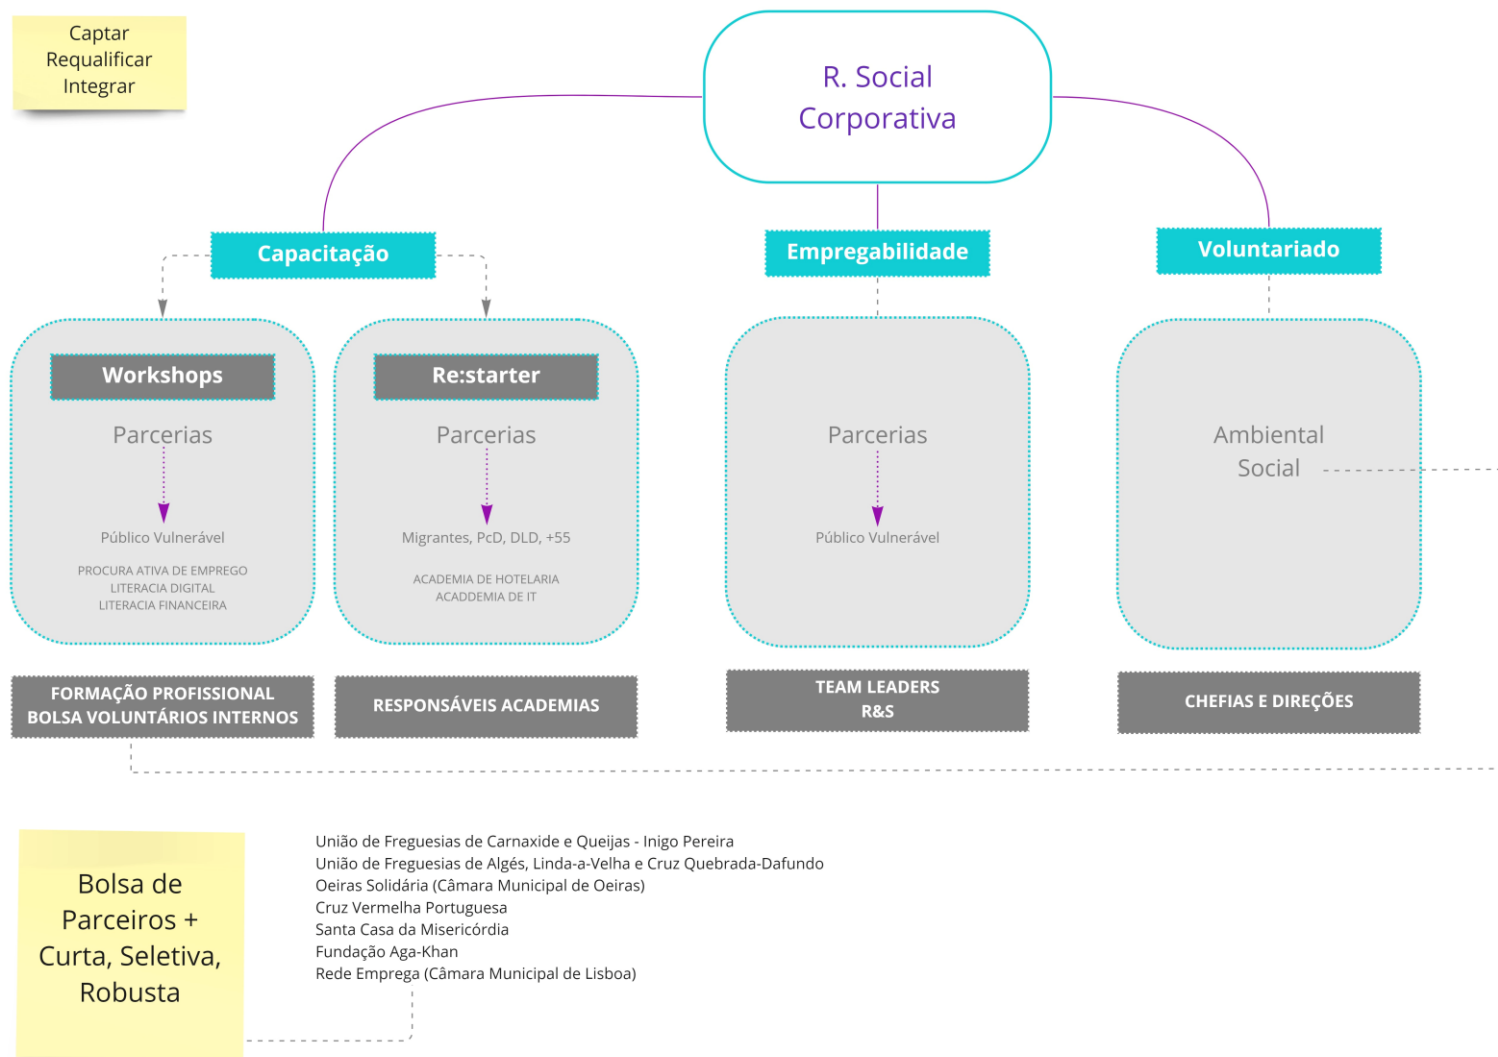 Captar
Requalificar
Integrar
R. Social
Corporativa
Capacitação
Empregabilidade
Voluntariado
Workshops
Parcerias
Público Vulnerável
PROCURA ATIVA DE EMPREGO
LITERACIA DIGITAL
LITERACIA FINANCEIRA
FORMAÇÃO PROFISSIONAL
BOLSA VOLUNTÁRIOS INTERNOS
Re:starter
Parcerias
Migrantes, PcD, DLD, +55
ACADEMIA DE HOTELARIA
ACADDEMIA DE IT
RESPONSÁVEIS ACADEMIAS
Parcerias
Público Vulnerável
TEAM LEADERS
R&S
Ambiental
Social
CHEFIAS E DIREÇÕES
Bolsa de
Parceiros +
Curta, Seletiva,
Robusta
União de Freguesias de Carnaxide e Queijas - Inigo Pereira
União de Freguesias de Algés, Linda-a-Velha e Cruz Quebrada-Dafundo
Oeiras Solidária (Câmara Municipal de Oeiras)
Cruz Vermelha Portuguesa
Santa Casa da Misericórdia
Fundação Aga-Khan
Rede Emprega (Câmara Municipal de Lisboa)